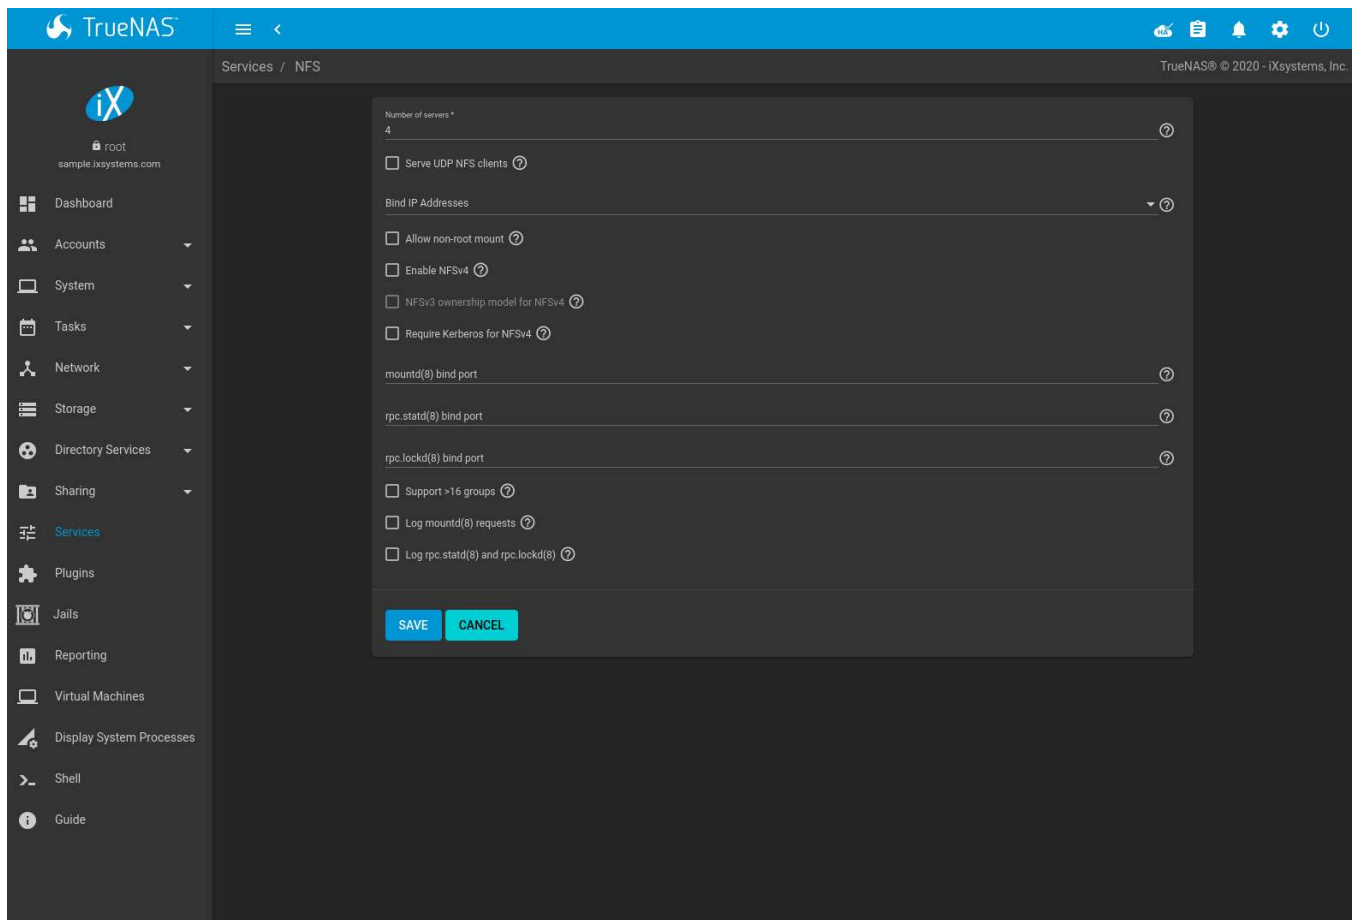 TrueNAS
HA
Services / NFS
TrueNAS® © 2020 - iXsystems, Inc.
iX
root
sample.ixsystems.com
Dashboard
Accounts
System
Tasks
Network
Storage
Directory Services
Sharing
Services
Plugins
Jails
Reporting
Virtual Machines
Display System Processes
Shell
Guide
Number of servers *
4
Serve UDP NFS clients
Bind IP Addresses
Allow non-root mount
Enable NFSv4
NFSv3 ownership model for NFSv4
Require Kerberos for NFSv4
mountd(8) bind port
rpc.statd(8) bind port
rpc.lockd(8) bind port
Support >16 groups
Log mountd(8) requests
Log rpc.statd(8) and rpc.lockd(8)
SAVE CANCEL